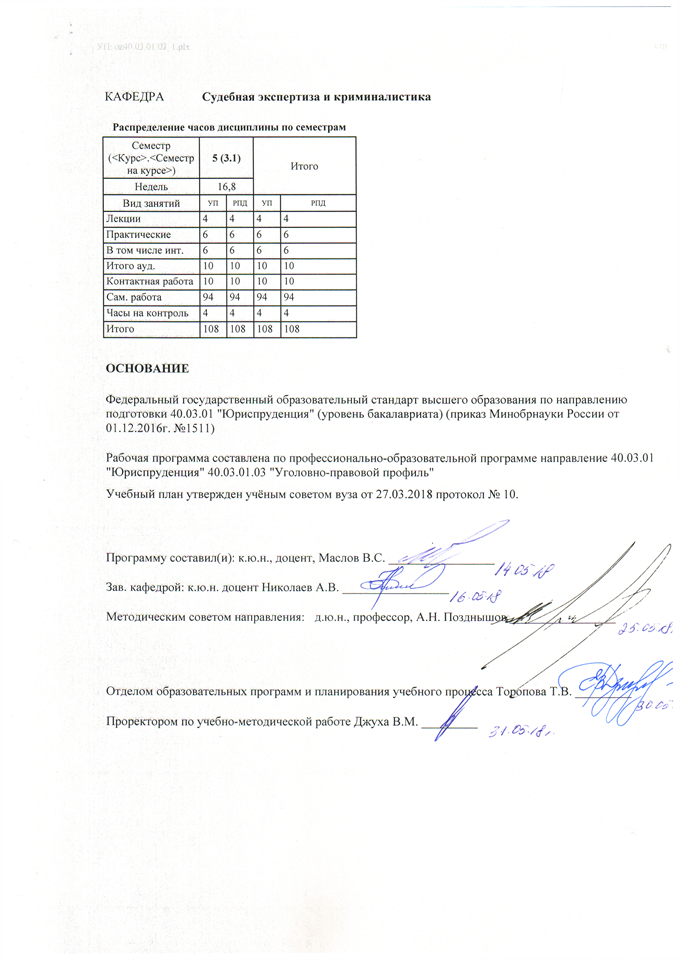 КАФЕДРА Судебная экспертиза и криминалистика
Распределение часов дисциплины по семестрам
Семестр
(<Курс>.<Семестр
на курсе>)
5 (3.1)
Итого
Недель 16,8
Вид занятий УП РПД УП РПД
Лекции 4 4 4 4
Практические 6 6 6 6
В том числе инт. 6 6 6 6
Итого ауд. 10 10 10 10
Контактная работа 10 10 10 10
Сам. работа 94 94 94 94
Часы на контроль 4 4 4 4
Итого 108 108 108 108
ОСНОВАНИЕ
Федеральный государственный образовательный стандарт высшего образования по направлению
подготовки 40.03.01 "Юриспруденция" (уровень бакалавриата) (приказ Минобрнауки России от
01.12.2016г. №1511)
Рабочая программа составлена по профессионально-образовательной программе направление 40.03.01
"Юриспруденция" 40.03.01.03 "Уголовно-правовой профиль"
Учебный план утвержден учёным советом вуза от 27.03.2018 протокол № 10.
Программу составил(и): к.ю.н., доцент, Маслов В.С.
14.05.18
Зав. кафедрой: к.ю.н. доцент Николаев А.В.
16.05.18
Методическим советом направления: д.ю.н., профессор, А.Н. Позднышов
25.05.18г.
Отделом образовательных программ и планирования учебного процесса Торопова Т.В.
30.05.
Проректором по учебно-методической работе Джуха В.М.
31.05.18г.